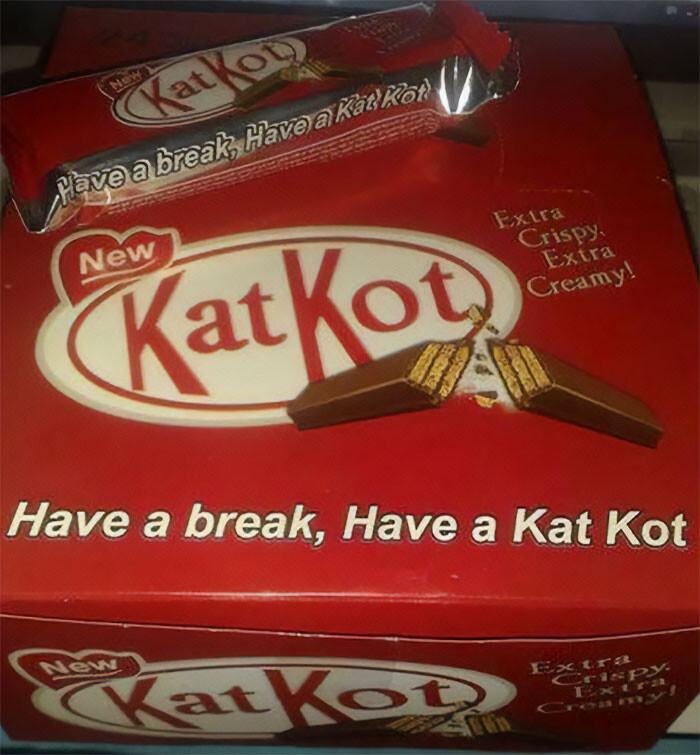 New
KatKot
Have a break, Have a Kat Kot
New
KatKot
Extra
Crispy.
Extra
Creamy!
Have a break, Have a Kat Kot
New
KatKot
Extra
Crispy.
Extra
Creamy!